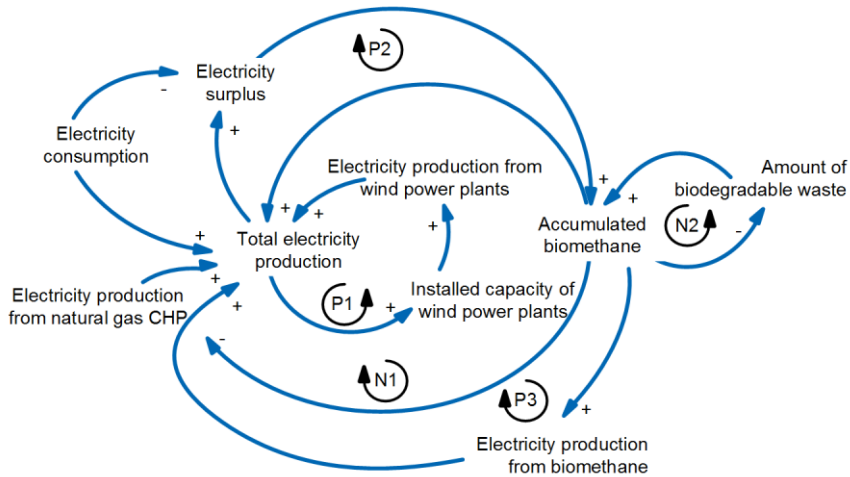 P2
Electricity
surplus
-
+
Electricity
consumption
Electricity production from
wind power plants
Amount of
biodegradable waste
+
+
+
+
+
N2
-
Accumulated
biomethane
+
Total electricity
production
+
Electricity production
from natural gas CHP
+
+
P1
+
Installed capacity of
wind power plants
-
N1
P3
+
Electricity production
from biomethane